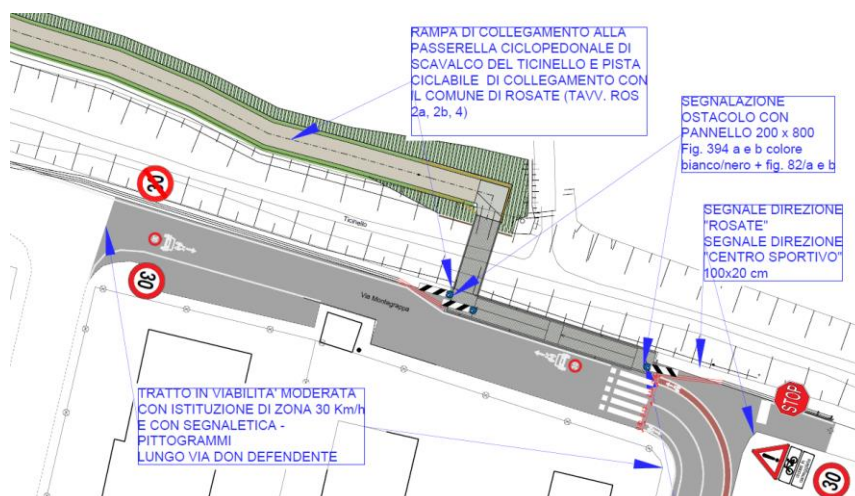 RAMPA DI COLLEGAMENTO ALLA
PASSERELLA CICLOPEDONALE DI
SCAVALCO DEL TICINELLO E PISTA
CICLABILE DI COLLEGAMENTO CON
IL COMUNE DI ROSATE (TAVV. ROS
2a, 2b, 4)
SEGNALAZIONE
OSTACOLO CON
PANNELLO 200 x 800
Fig. 394 a e b colore
bianco/nero + fig. 82/a e b
SEGNALE DIREZIONE
"ROSATE"
SEGNALE DIREZIONE
"CENTRO SPORTIVO"
100x20 cm
30
Ticinello
30
Via Montegrappa
TRATTO IN VIABILITA' MODERATA
CON ISTITUZIONE DI ZONA 30 Km/h
E CON SEGNALETICA -
PITTOGRAMMI
LUNGO VIA DON DEFENDENTE
STOP
30